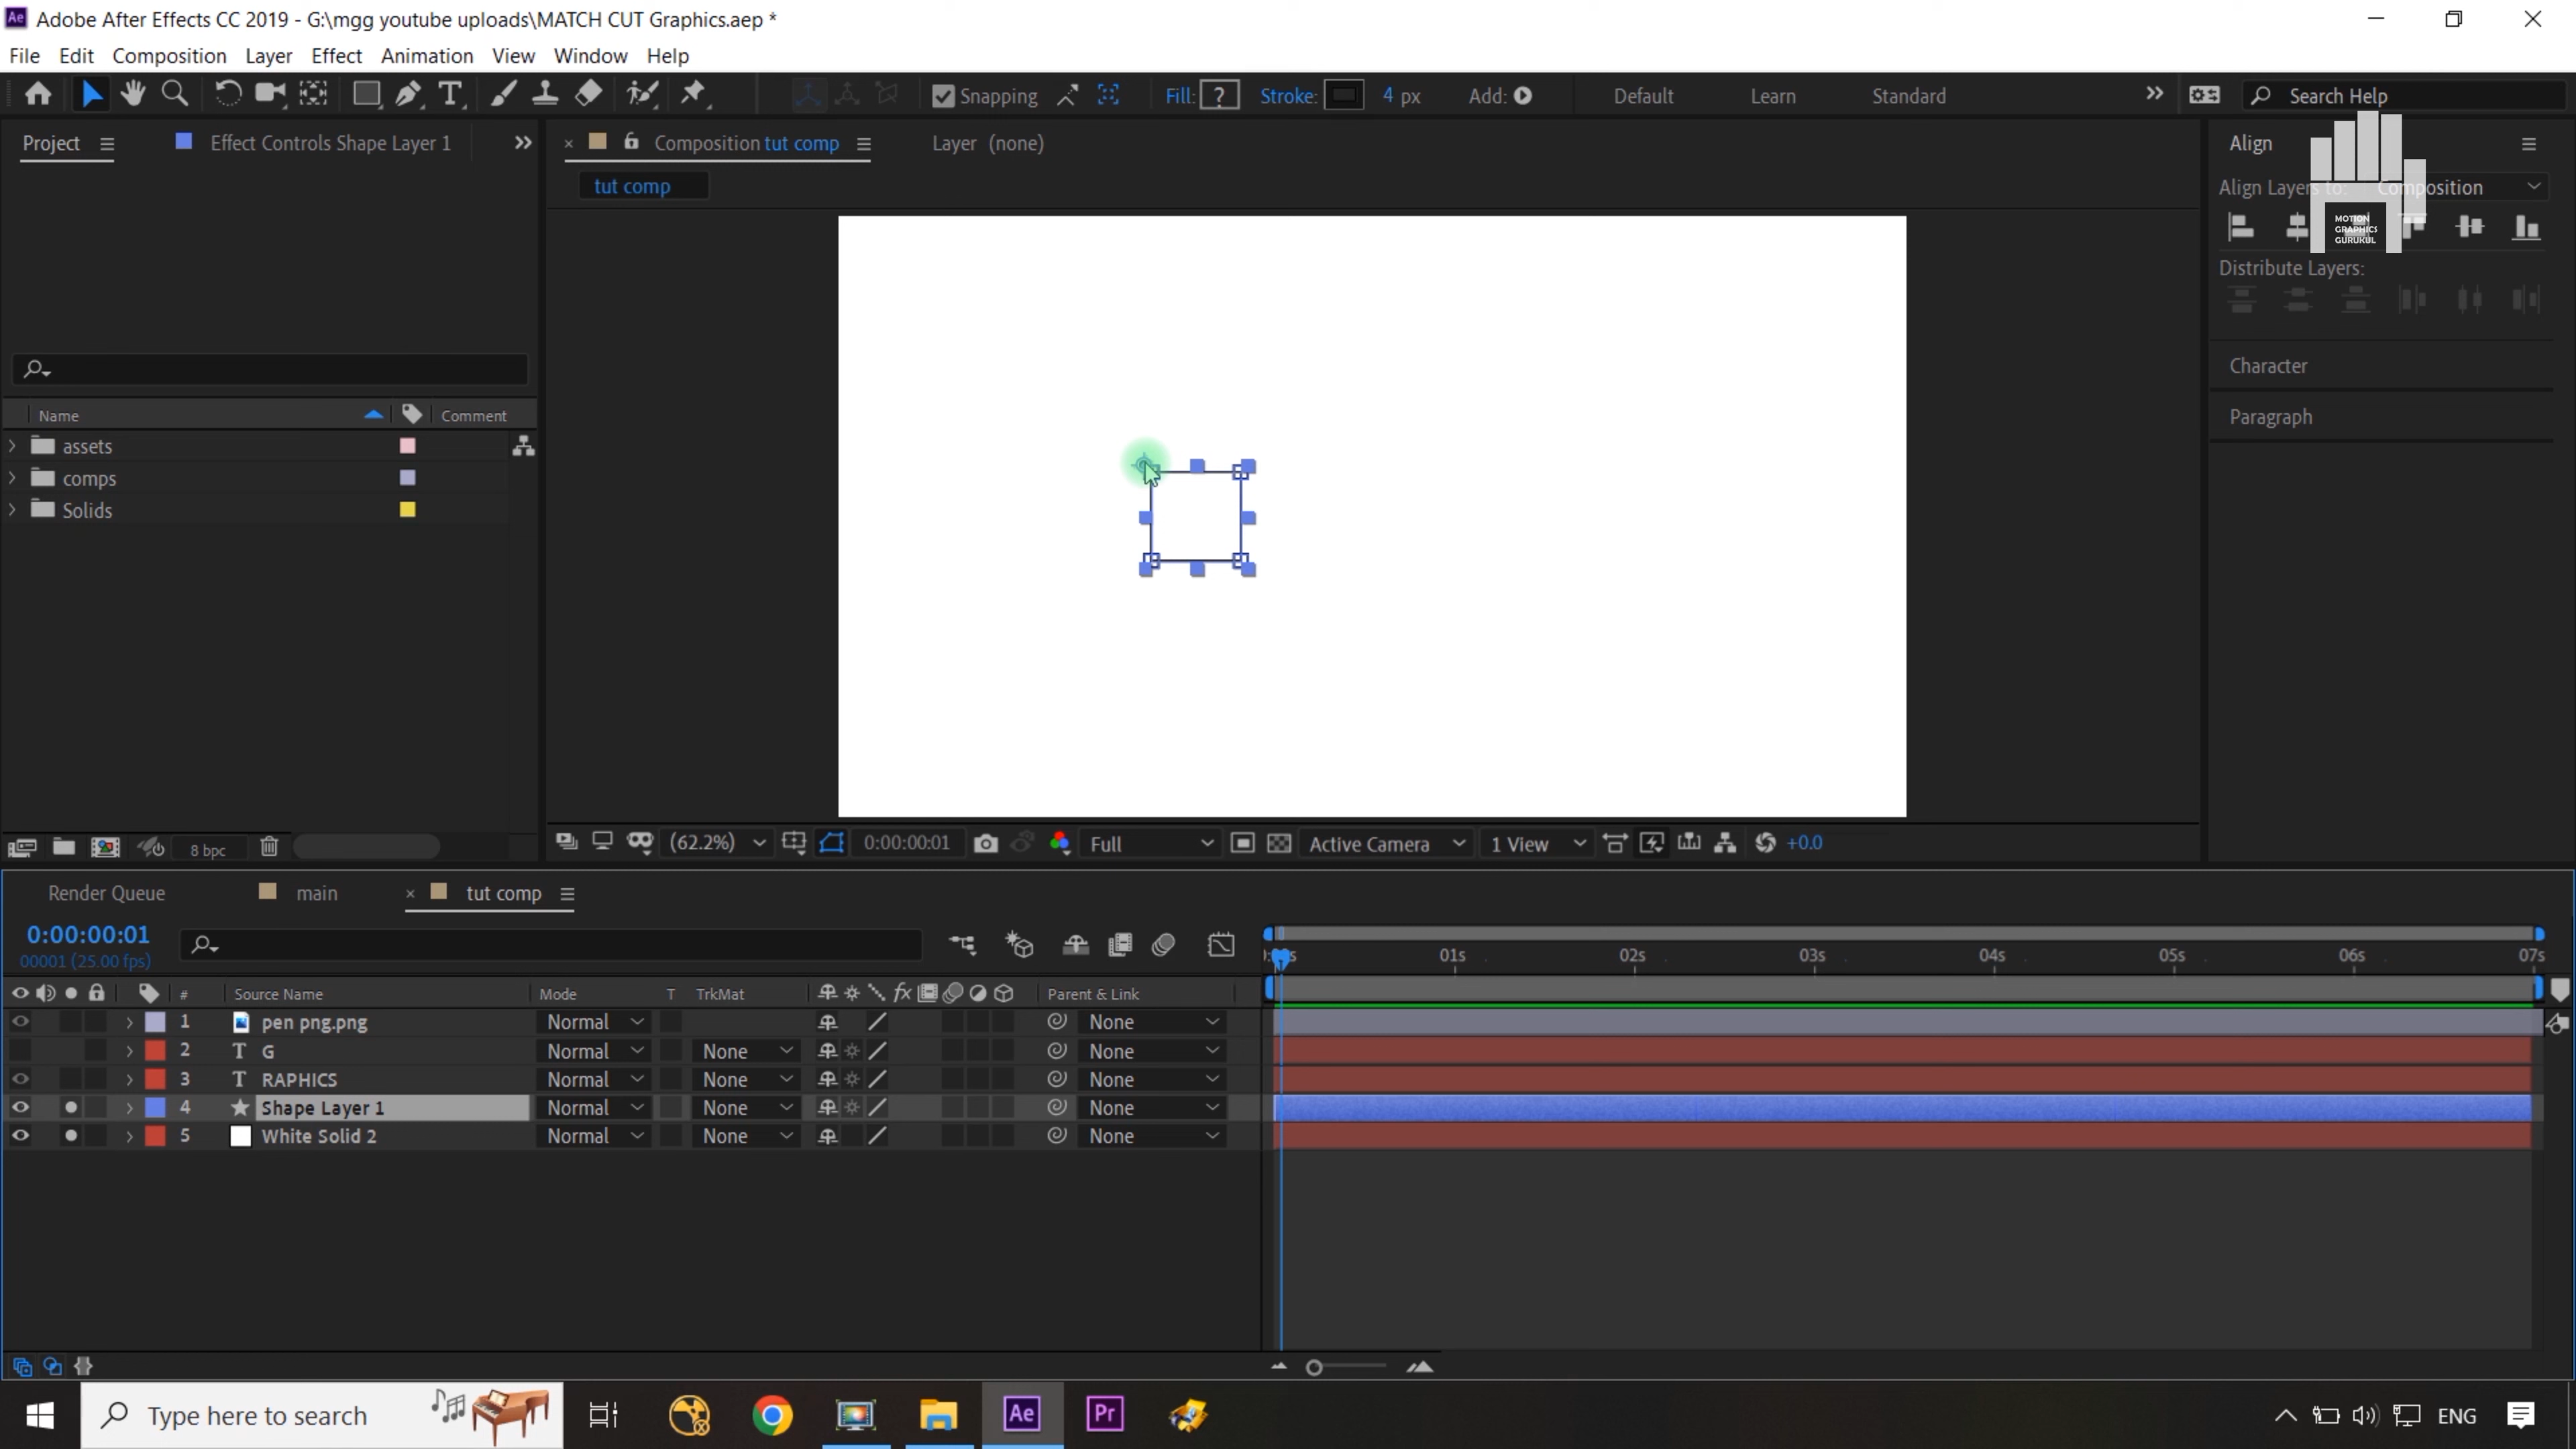 Ae Adobe After Effects CC 2019 - G:\mgg youtube uploads\MATCH CUT Graphics.aep *
File Edit Composition Layer Effect Animation View Window Help
Snapping Fill: ? Stroke: 4 px Add: Default Learn Standard Search Help
Project Effect Controls Shape Layer 1 Composition tut comp Layer (none) Align
tut comp Align Layers to: Composition
MOTION
GRAPHICS
GURUKUL
Distribute Layers:
Character
Paragraph
Name Comment
assets
comps
Solids
8 bpc (62.2%) 0:00:00:01 Full Active Camera 1 View +0.0
Render Queue main tut comp
0:00:00:01
00001 (25.00 fps) 01s 02s 03s 04s 05s 06s 07s
# Source Name Mode T TrkMat fx Parent & Link
1 pen png.png Normal None
2 T G Normal None None
3 T RAPHICS Normal None None
4 Shape Layer 1 Normal None None
5 White Solid 2 Normal None None
Type here to search Ae Pr ENG